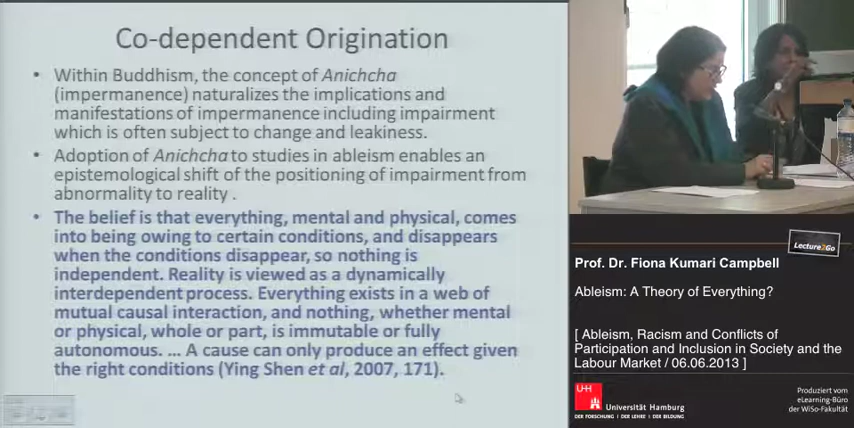 Co-dependent Origination
• Within Buddhism, the concept of Anichcha
(impermanence) naturalizes the implications and
manifestations of impermanence including impairment
which is often subject to change and leakiness.
• Adoption of Anichcha to studies in ableism enables an
epistemological shift of the positioning of impairment from
abnormality to reality .
• The belief is that everything, mental and physical, comes
into being owing to certain conditions, and disappears
when the conditions disappear, so nothing is
independent. Reality is viewed as a dynamically
interdependent process. Everything exists in a web of
mutual causal interaction, and nothing, whether mental
or physical, whole or part, is immutable or fully
autonomous. ... A cause can only produce an effect given
the right conditions (Ying Shen et al, 2007, 171).
Lecture2Go
Prof. Dr. Fiona Kumari Campbell
Ableism: A Theory of Everything?
[ Ableism, Racism and Conflicts of
Participation and Inclusion in Society and the
Labour Market / 06.06.2013 ]
UH
Universität Hamburg
DER FORSCHUNG | DER LEHRE | DER BILDUNG
Produziert vom
eLearning-Büro
der WiSo-Fakultät